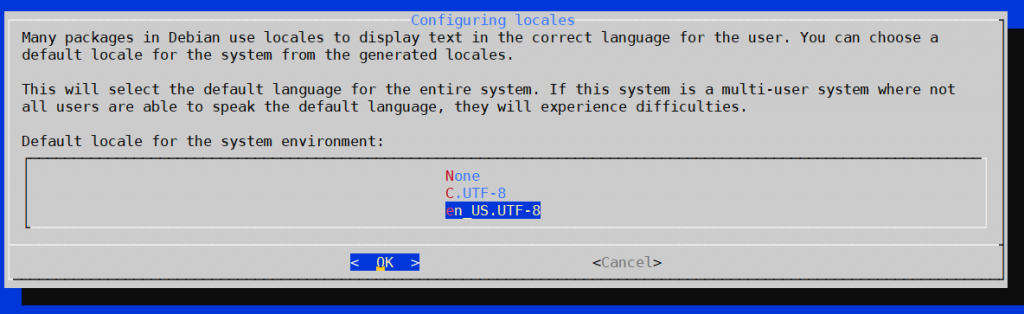 Configuring locales
Many packages in Debian use locales to display text in the correct language for the user. You can choose a
default locale for the system from the generated locales.
This will select the default language for the entire system. If this system is a multi-user system where not
all users are able to speak the default language, they will experience difficulties.
Default locale for the system environment:
None
C.UTF-8
en_US.UTF-8
<  OK  > <Cancel>